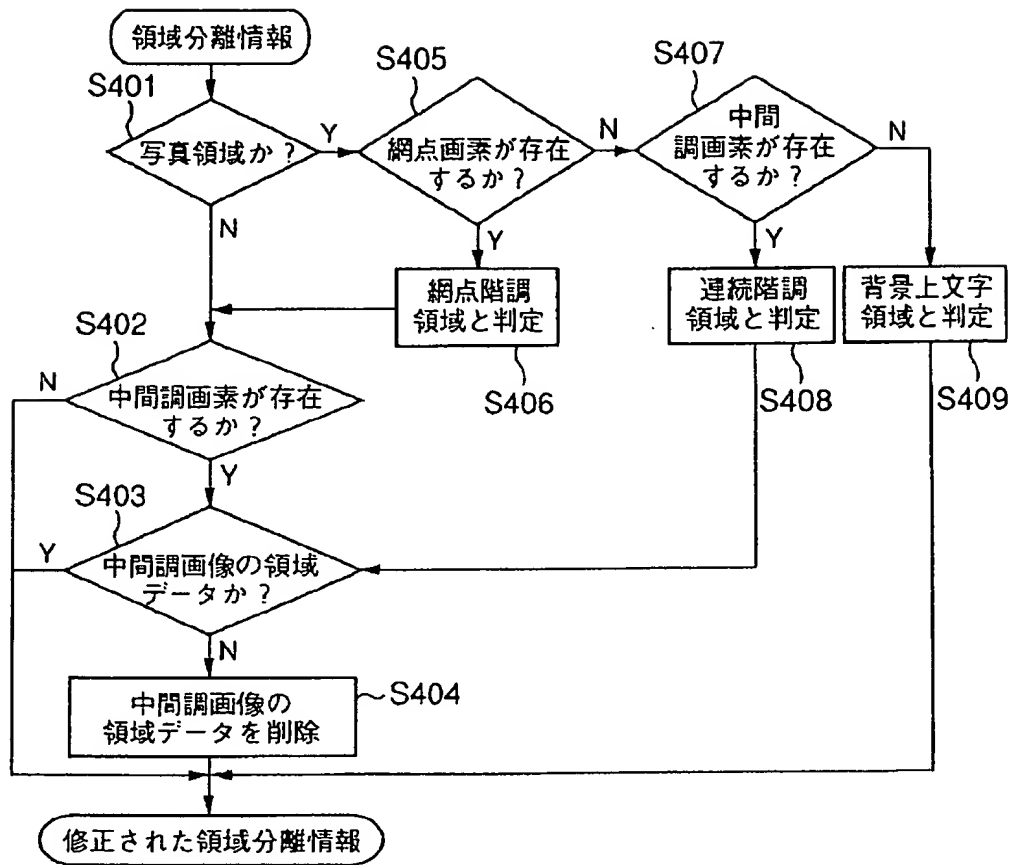 領域分離情報
S401
写真領域か？
Y
N
S405
網点画素が存在
するか？
N
Y
S407
中間
調画素が存在
するか？
N
Y
網点階調
領域と判定
S406
連続階調
領域と判定
S408
背景上文字
領域と判定
S409
S402
N
中間調画素が存在
するか？
Y
S403
Y
中間調画像の領域
データか？
N
中間調画像の
領域データを削除
S404
修正された領域分離情報